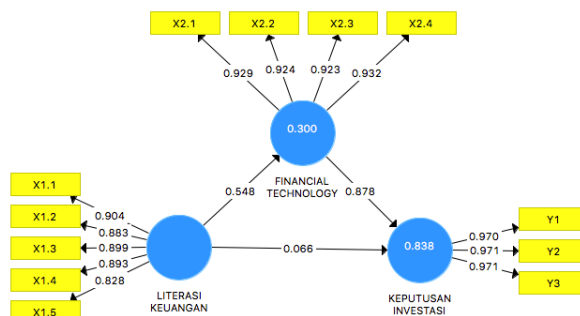 X2.1
X2.2
X2.3
X2.4
0.929
0.924
0.923
0.932
0.300
FINANCIAL
TECHNOLOGY
X1.1
X1.2
X1.3
X1.4
X1.5
0.904
0.883
0.899
0.893
0.828
0.548
0.878
0.066
LITERASI
KEUANGAN
0.838
KEPUTUSAN
INVESTASI
0.970
0.971
0.971
Y1
Y2
Y3